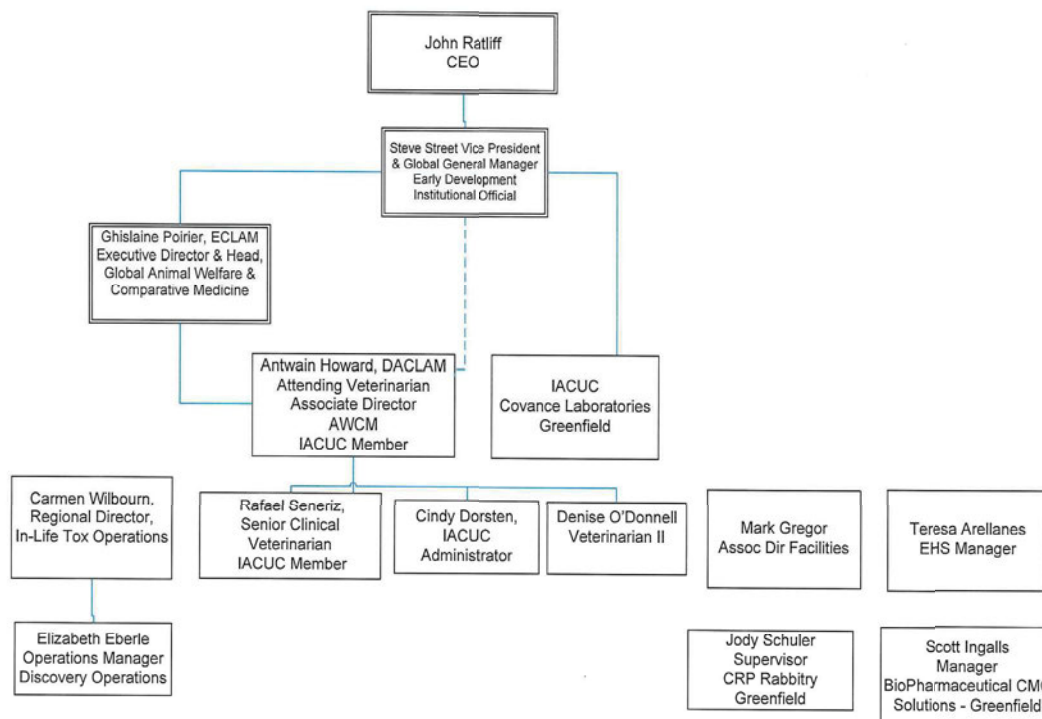 John Ratliff
CEO
Steve Street Vice President
& Global General Manager
Early Development
Institutional Official
Ghislaine Poirier, ECLAM
Executive Director & Head,
Global Animal Welfare &
Comparative Medicine
Antwain Howard, DACLAM
Attending Veterinarian
Associate Director
AWCM
IACUC Member
IACUC
Covance Laboratories
Greenfield
Carmen Wilbourn.
Regional Director,
In-Life Tox Operations
Rafael Seneriz,
Senior Clinical
Veterinarian
IACUC Member
Cindy Dorsten,
IACUC
Administrator
Denise O'Donnell
Veterinarian II
Mark Gregor
Assoc Dir Facilities
Teresa Arellanes
EHS Manager
Elizabeth Eberle
Operations Manager
Discovery Operations
Jody Schuler
Supervisor
CRP Rabbitry
Greenfield
Scott Ingalls
Manager
BioPharmaceutical CMC
Solutions - Greenfield